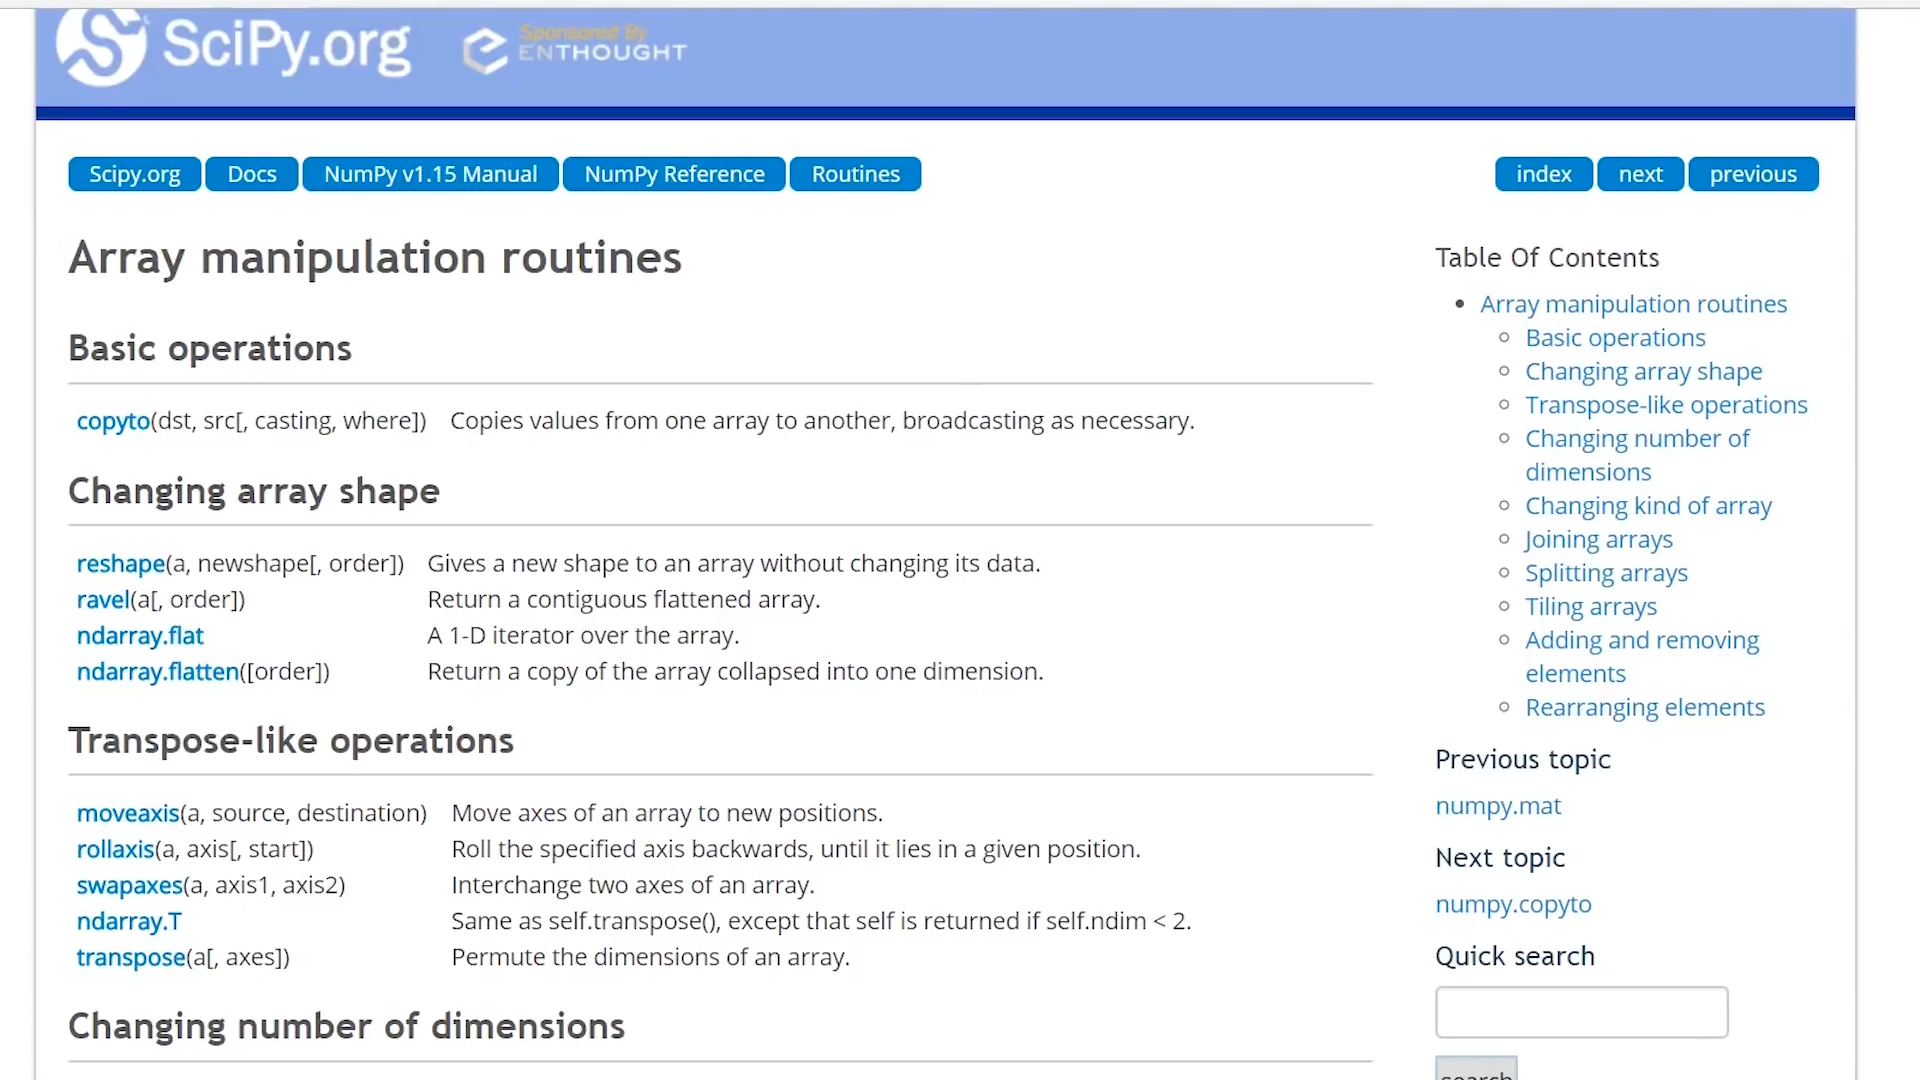 SciPy.org
Sponsored By
ENTHOUGHT
Scipy.org Docs NumPy v1.15 Manual NumPy Reference Routines
index next previous
Array manipulation routines
Basic operations
copyto(dst, src[, casting, where]) Copies values from one array to another, broadcasting as necessary.
Changing array shape
reshape(a, newshape[, order]) Gives a new shape to an array without changing its data.
ravel(a[, order]) Return a contiguous flattened array.
ndarray.flat A 1-D iterator over the array.
ndarray.flatten([order]) Return a copy of the array collapsed into one dimension.
Transpose-like operations
moveaxis(a, source, destination) Move axes of an array to new positions.
rollaxis(a, axis[, start]) Roll the specified axis backwards, until it lies in a given position.
swapaxes(a, axis1, axis2) Interchange two axes of an array.
ndarray.T Same as self.transpose(), except that self is returned if self.ndim < 2.
transpose(a[, axes]) Permute the dimensions of an array.
Changing number of dimensions
Table Of Contents
Array manipulation routines
Basic operations
Changing array shape
Transpose-like operations
Changing number of
dimensions
Changing kind of array
Joining arrays
Splitting arrays
Tiling arrays
Adding and removing
elements
Rearranging elements
Previous topic
numpy.mat
Next topic
numpy.copyto
Quick search
search